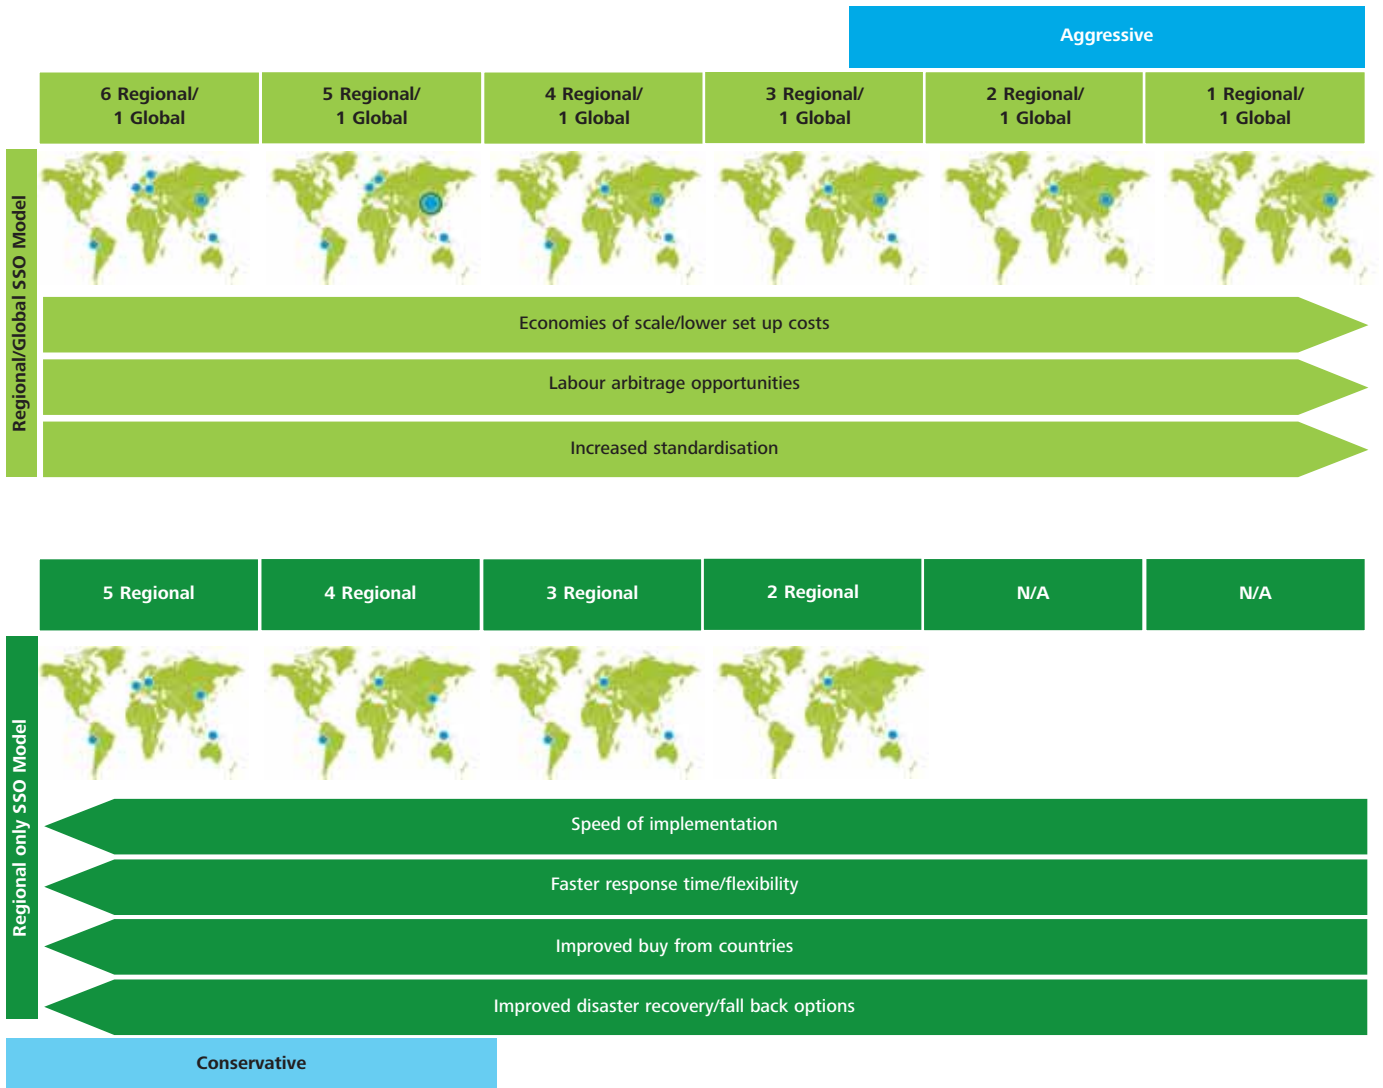 Aggressive
6 Regional/
1 Global
5 Regional/
1 Global
4 Regional/
1 Global
3 Regional/
1 Global
2 Regional/
1 Global
1 Regional/
1 Global
Regional/Global SSO Model
Economies of scale/lower set up costs
Labour arbitrage opportunities
Increased standardisation
5 Regional
4 Regional
3 Regional
2 Regional
N/A
N/A
Regional only SSO Model
Speed of implementation
Faster response time/flexibility
Improved buy from countries
Improved disaster recovery/fall back options
Conservative